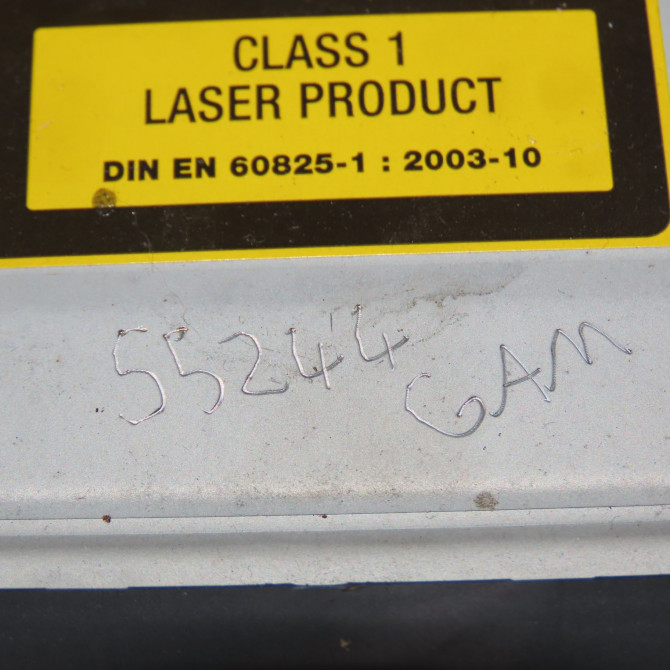 CLASS 1
LASER PRODUCT
DIN EN 60825-1 : 2003-10
55244
GAM